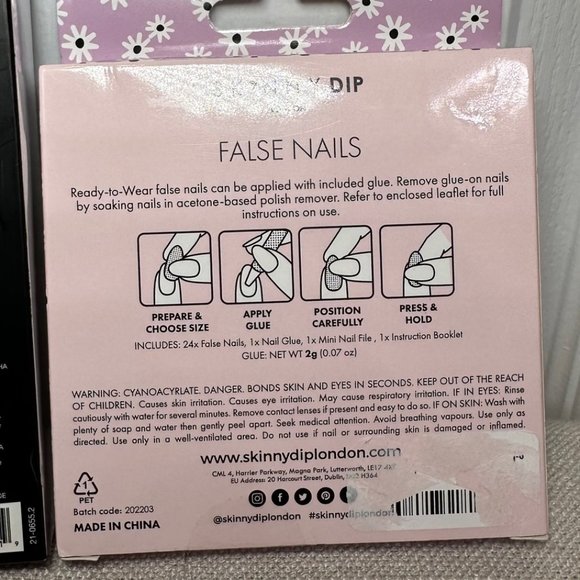 SKINNY DIP
FALSE NAILS
Ready-to-Wear false nails can be applied with included glue. Remove glue-on nails
by soaking nails in acetone-based polish remover. Refer to enclosed leaflet for full
instructions on use.
PREPARE &
CHOOSE SIZE
APPLY
GLUE
POSITION
CAREFULLY
PRESS &
HOLD
INCLUDES: 24x False Nails, 1x Nail Glue, 1x Mini Nail File , 1x Instruction Booklet
GLUE: NET WT 2g (0.07 oz)
WARNING: CYANOACYRLATE. DANGER. BONDS SKIN AND EYES IN SECONDS. KEEP OUT OF THE REACH
OF CHILDREN. Causes skin irritation. Causes eye irritation. May cause respiratory irritation. IF IN EYES: Rinse
cautiously with water for several minutes. Remove contact lenses if present and easy to do so. IF ON SKIN: Wash with
plenty of soap and water then gently peel apart. Seek medical attention. Avoid breathing vapours. Use only as
directed. Use only in a well-ventilated area. Do not use if nail or surrounding skin is damaged or inflamed.
www.skinnydiplondon.com
CML 4, Harrier Parkway, Magna Park, Lutterworth, LE17
EU Address: 20 Harcourt Street, Dublin, H364
1
PET
Batch code: 202203
MADE IN CHINA
@skinnydiplondon #skinnydiplondon
21-0655.2